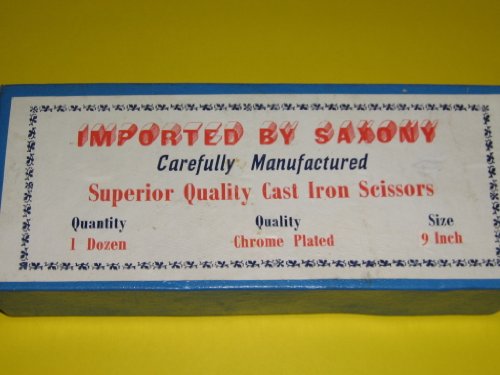 IMPORTED BY SAXONY
Carefully Manufactured
Superior Quality Cast Iron Scissors
Quantity Quality Size
1 Dozen Chrome Plated 9 Inch